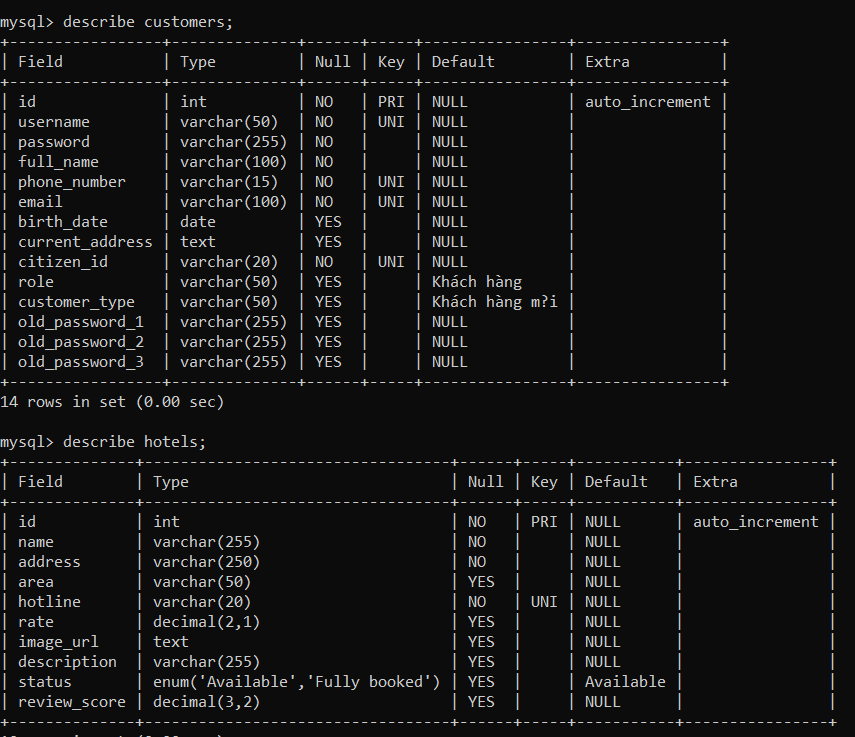 mysql> describe customers;
+------------------+--------------+------+-----+----------------+----------------+
| Field            | Type         | Null | Key | Default        | Extra          |
+------------------+--------------+------+-----+----------------+----------------+
| id               | int          | NO   | PRI | NULL           | auto_increment |
| username         | varchar(50)  | NO   | UNI | NULL           |                |
| password         | varchar(255) | NO   |     | NULL           |                |
| full_name        | varchar(100) | NO   |     | NULL           |                |
| phone_number     | varchar(15)  | NO   | UNI | NULL           |                |
| email            | varchar(100) | NO   | UNI | NULL           |                |
| birth_date       | date         | YES  |     | NULL           |                |
| current_address  | text         | YES  |     | NULL           |                |
| citizen_id       | varchar(20)  | NO   | UNI | NULL           |                |
| role             | varchar(50)  | YES  |     | Khách hàng     |                |
| customer_type    | varchar(50)  | YES  |     | Khách hàng m?i |                |
| old_password_1   | varchar(255) | YES  |     | NULL           |                |
| old_password_2   | varchar(255) | YES  |     | NULL           |                |
| old_password_3   | varchar(255) | YES  |     | NULL           |                |
+------------------+--------------+------+-----+----------------+----------------+
14 rows in set (0.00 sec)
mysql> describe hotels;
+--------------+----------------------------------+------+-----+-----------+----------------+
| Field        | Type                             | Null | Key | Default   | Extra          |
+--------------+----------------------------------+------+-----+-----------+----------------+
| id           | int                              | NO   | PRI | NULL      | auto_increment |
| name         | varchar(255)                     | NO   |     | NULL      |                |
| address      | varchar(250)                     | NO   |     | NULL      |                |
| area         | varchar(50)                      | YES  |     | NULL      |                |
| hotline      | varchar(20)                      | NO   | UNI | NULL      |                |
| rate         | decimal(2,1)                     | YES  |     | NULL      |                |
| image_url    | text                             | YES  |     | NULL      |                |
| description  | varchar(255)                     | YES  |     | NULL      |                |
| status       | enum('Available','Fully booked') | YES  |     | Available |                |
| review_score | decimal(3,2)                     | YES  |     | NULL      |                |
+--------------+----------------------------------+------+-----+-----------+----------------+